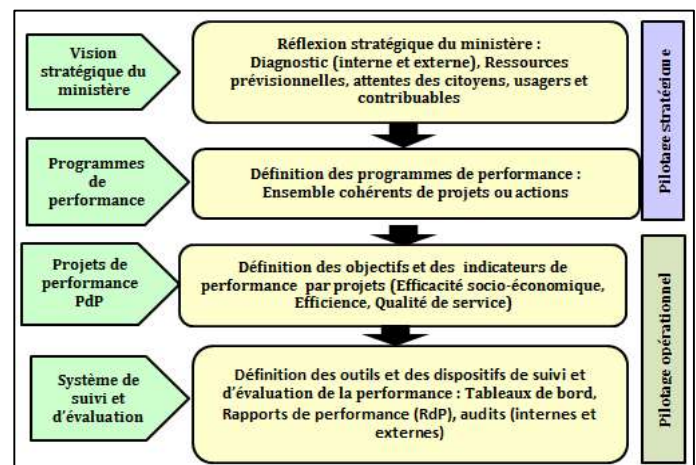 Vision
stratégique du
ministère
Réflexion stratégique du ministère :
Diagnostic (interne et externe), Ressources
prévisionnelles, attentes des citoyens, usagers et
contribuables
Pilotage stratégique
Programmes
de
performance
Définition des programmes de performance :
Ensemble cohérents de projets ou actions
Projets de
performance
PdP
Définition des objectifs et des indicateurs de
performance par projets (Efficacité socio-économique,
Efficience, Qualité de service)
Pilotage opérationnel
Système de
suivi et
d'évaluation
Définition des outils et des dispositifs de suivi et
d'évaluation de la performance : Tableaux de bord,
Rapports de performance (RdP), audits (internes et
externes)